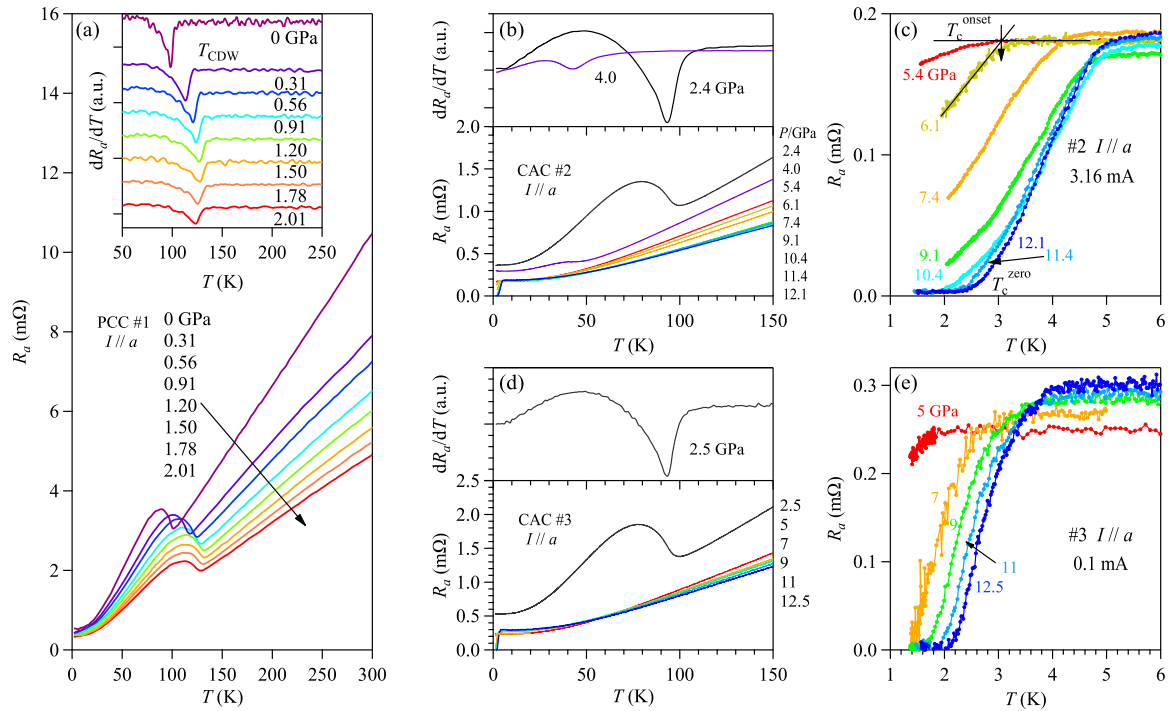 (a)
0 GPa
T_CDW
0.31
0.56
0.91
1.20
1.50
1.78
2.01
dR_a/dT (a.u.)
50 100 150 200 250
T (K)
16
14
12
10
8
6
4
2
0
R_a (mΩ)
PCC #1
I // a
0 GPa
0.31
0.56
0.91
1.20
1.50
1.78
2.01
0 50 100 150 200 250 300
T (K)
(b)
4.0
2.4 GPa
dR_a/dT (a.u.)
2.0
1.5
1.0
0.5
0.0
R_a (mΩ)
CAC #2
I // a
P/GPa
2.4
4.0
5.4
6.1
7.4
9.1
10.4
11.4
12.1
0 50 100 150
T (K)
(c)
T_c^onset
5.4 GPa
6.1
7.4
9.1
10.4
12.1
11.4
T_c^zero
#2 I // a
3.16 mA
0.2
0.1
0.0
R_a (mΩ)
1 2 3 4 5 6
T (K)
(d)
2.5 GPa
dR_a/dT (a.u.)
2.5
2.0
1.5
1.0
0.5
0.0
R_a (mΩ)
CAC #3
I // a
2.5
5
7
9
11
12.5
0 50 100 150
T (K)
(e)
5 GPa
7
9
11
12.5
#3 I // a
0.1 mA
0.3
0.2
0.1
0.0
R_a (mΩ)
1 2 3 4 5 6
T (K)